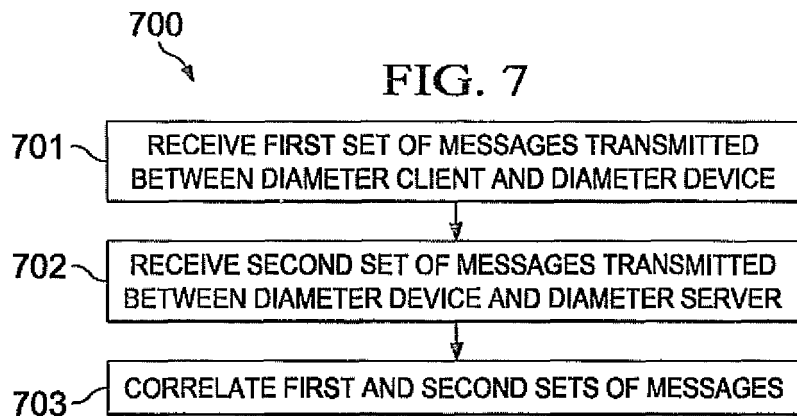 700
FIG. 7
701
RECEIVE FIRST SET OF MESSAGES TRANSMITTED
BETWEEN DIAMETER CLIENT AND DIAMETER DEVICE
702
RECEIVE SECOND SET OF MESSAGES TRANSMITTED
BETWEEN DIAMETER DEVICE AND DIAMETER SERVER
703
CORRELATE FIRST AND SECOND SETS OF MESSAGES